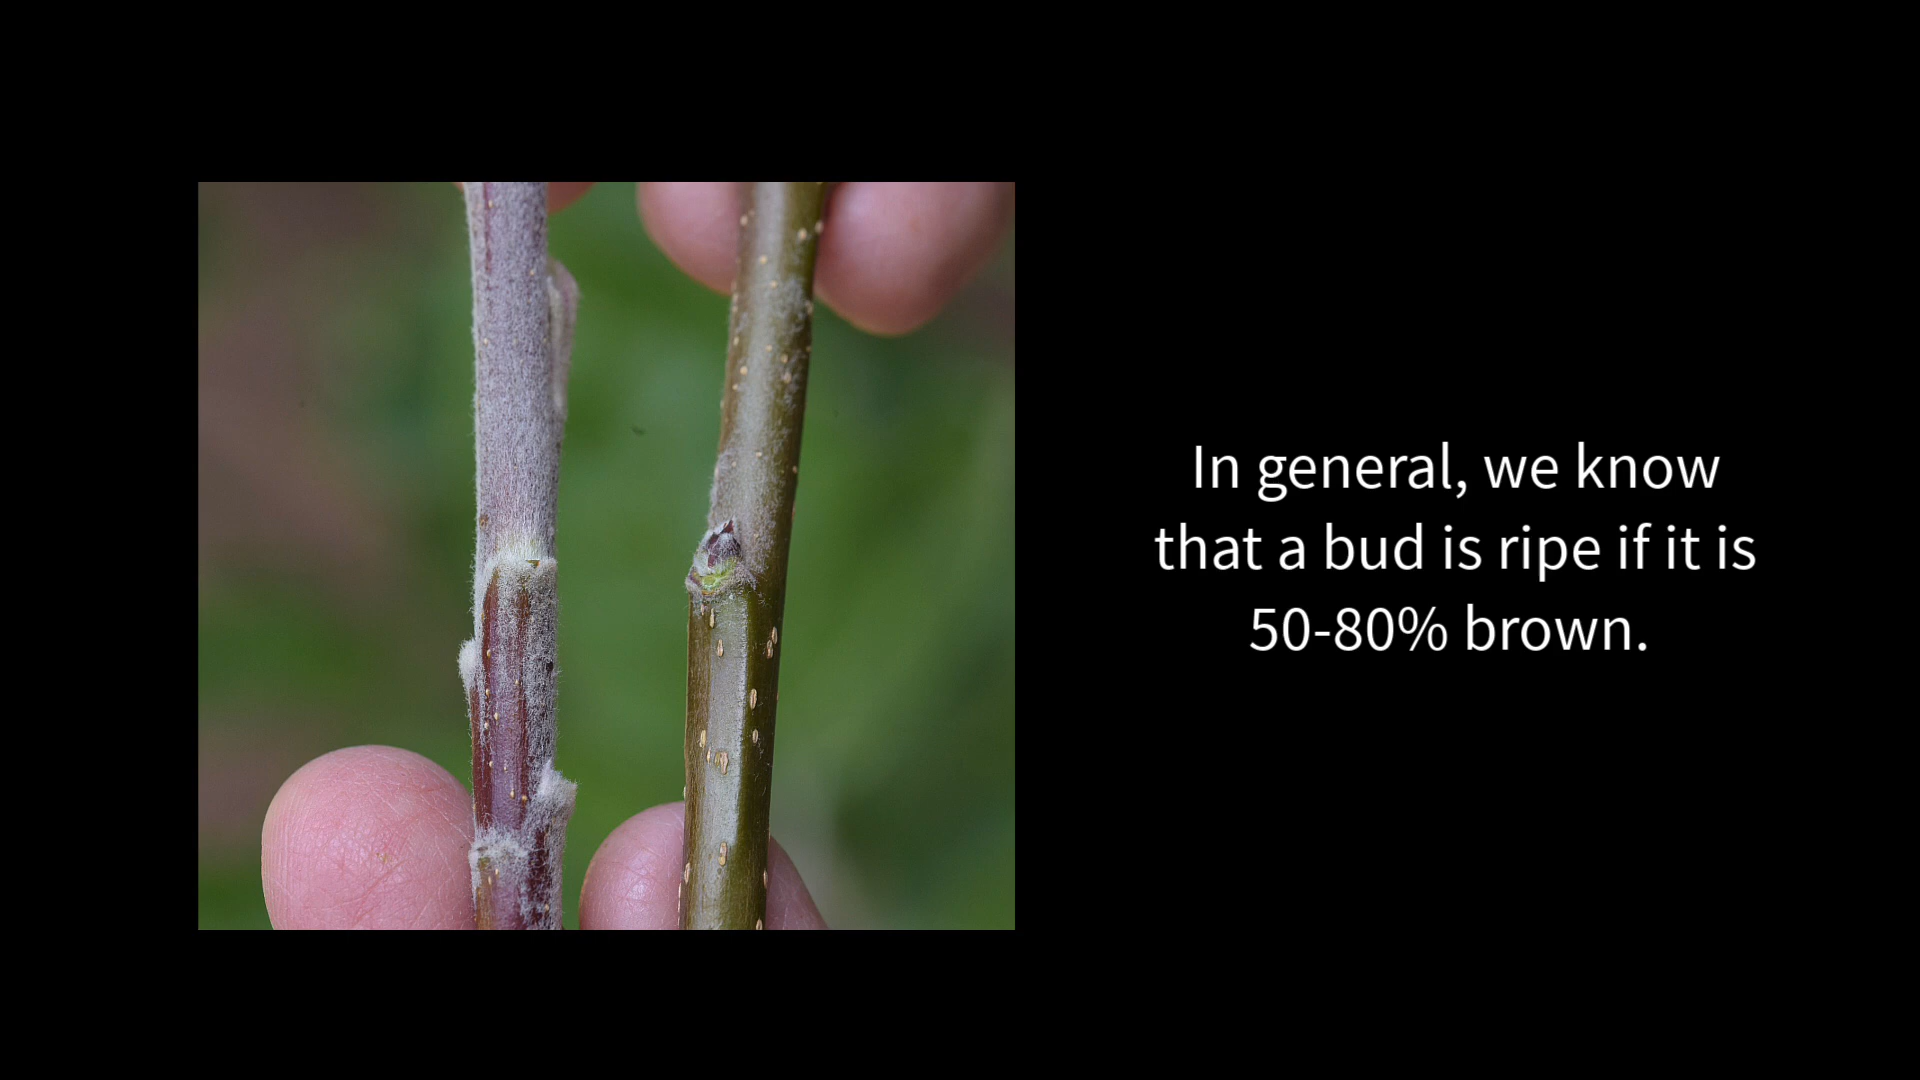 In general, we know
that a bud is ripe if it is
50-80% brown.